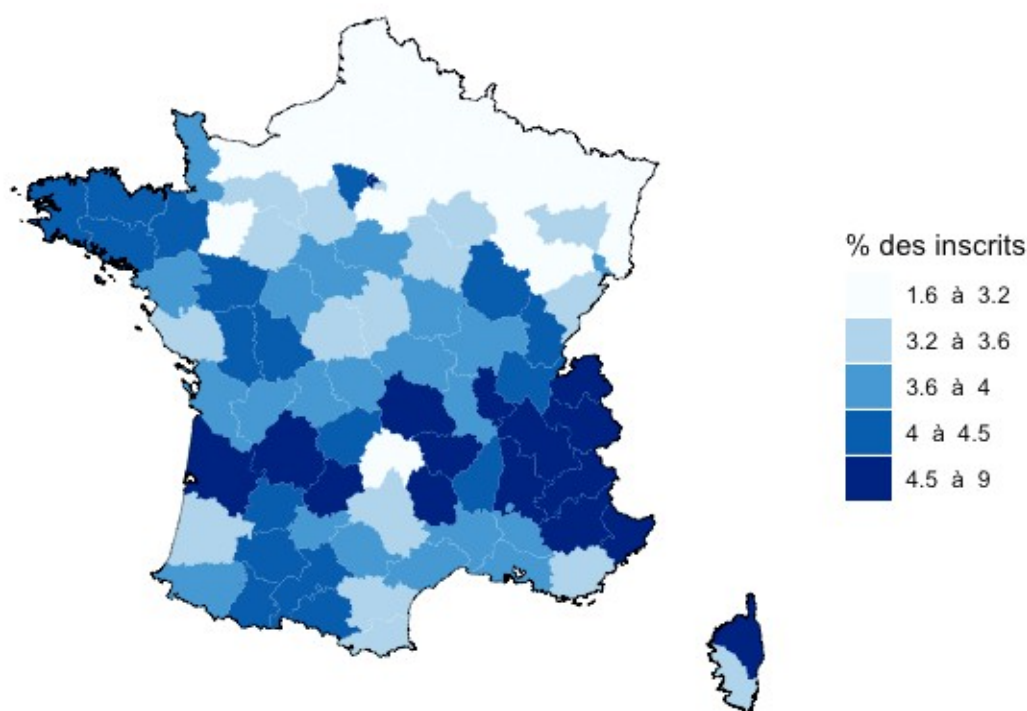 % des inscrits
1.6 à 3.2
3.2 à 3.6
3.6 à 4
4 à 4.5
4.5 à 9